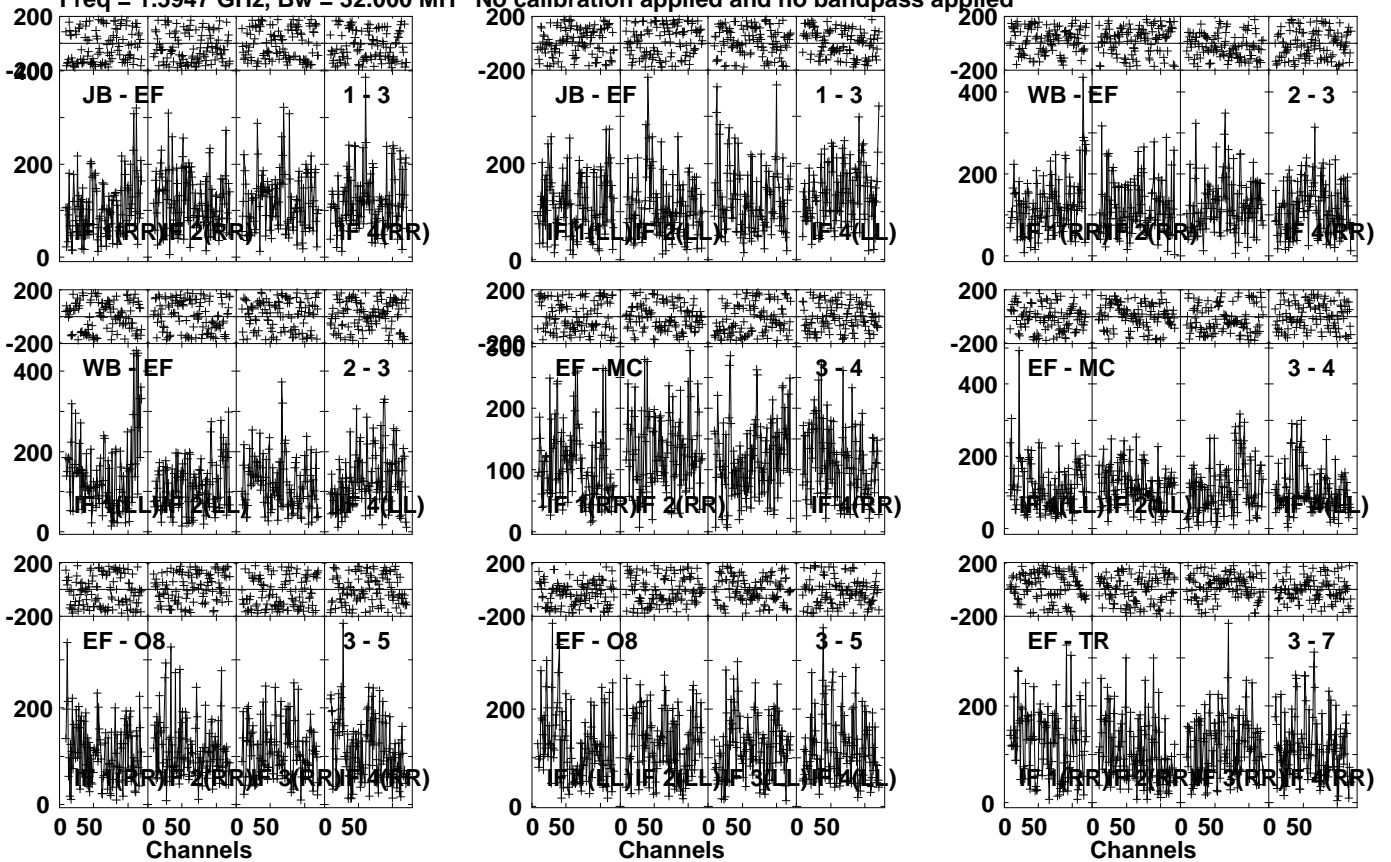 Freq = 1.5947 GHz, Bw = 32.000 MH No calibration applied and no bandpass applied
200
-200
400
JB - EF
1 - 3
200
IF 1(RR)
IF 2(RR)
IF 4(RR)
0
200
-200
JB - EF
1 - 3
200
IF 1(LL)
IF 2(LL)
IF 4(LL)
0
200
-200
400
WB - EF
2 - 3
200
IF 1(RR)
IF 2(RR)
IF 4(RR)
0
200
-200
400
WB - EF
2 - 3
200
IF 1(LL)
IF 2(LL)
IF 4(LL)
0
200
-200
300
EF - MC
3 - 4
200
100
IF 1(RR)
IF 2(RR)
IF 4(RR)
0
200
-200
400
EF - MC
3 - 4
200
IF 1(LL)
IF 2(LL)
IF 4(LL)
0
200
-200
EF - O8
3 - 5
200
IF 1(RR)
IF 2(RR)
IF 3(RR)
IF 4(RR)
0
0 50 0 50 0 50 0 50
Channels
200
-200
EF - O8
3 - 5
200
IF 1(LL)
IF 2(LL)
IF 3(LL)
IF 4(LL)
0
0 50 0 50 0 50 0 50
Channels
200
-200
EF - TR
3 - 7
200
IF 1(RR)
IF 2(RR)
IF 3(RR)
IF 4(RR)
0
0 50 0 50 0 50 0 50
Channels